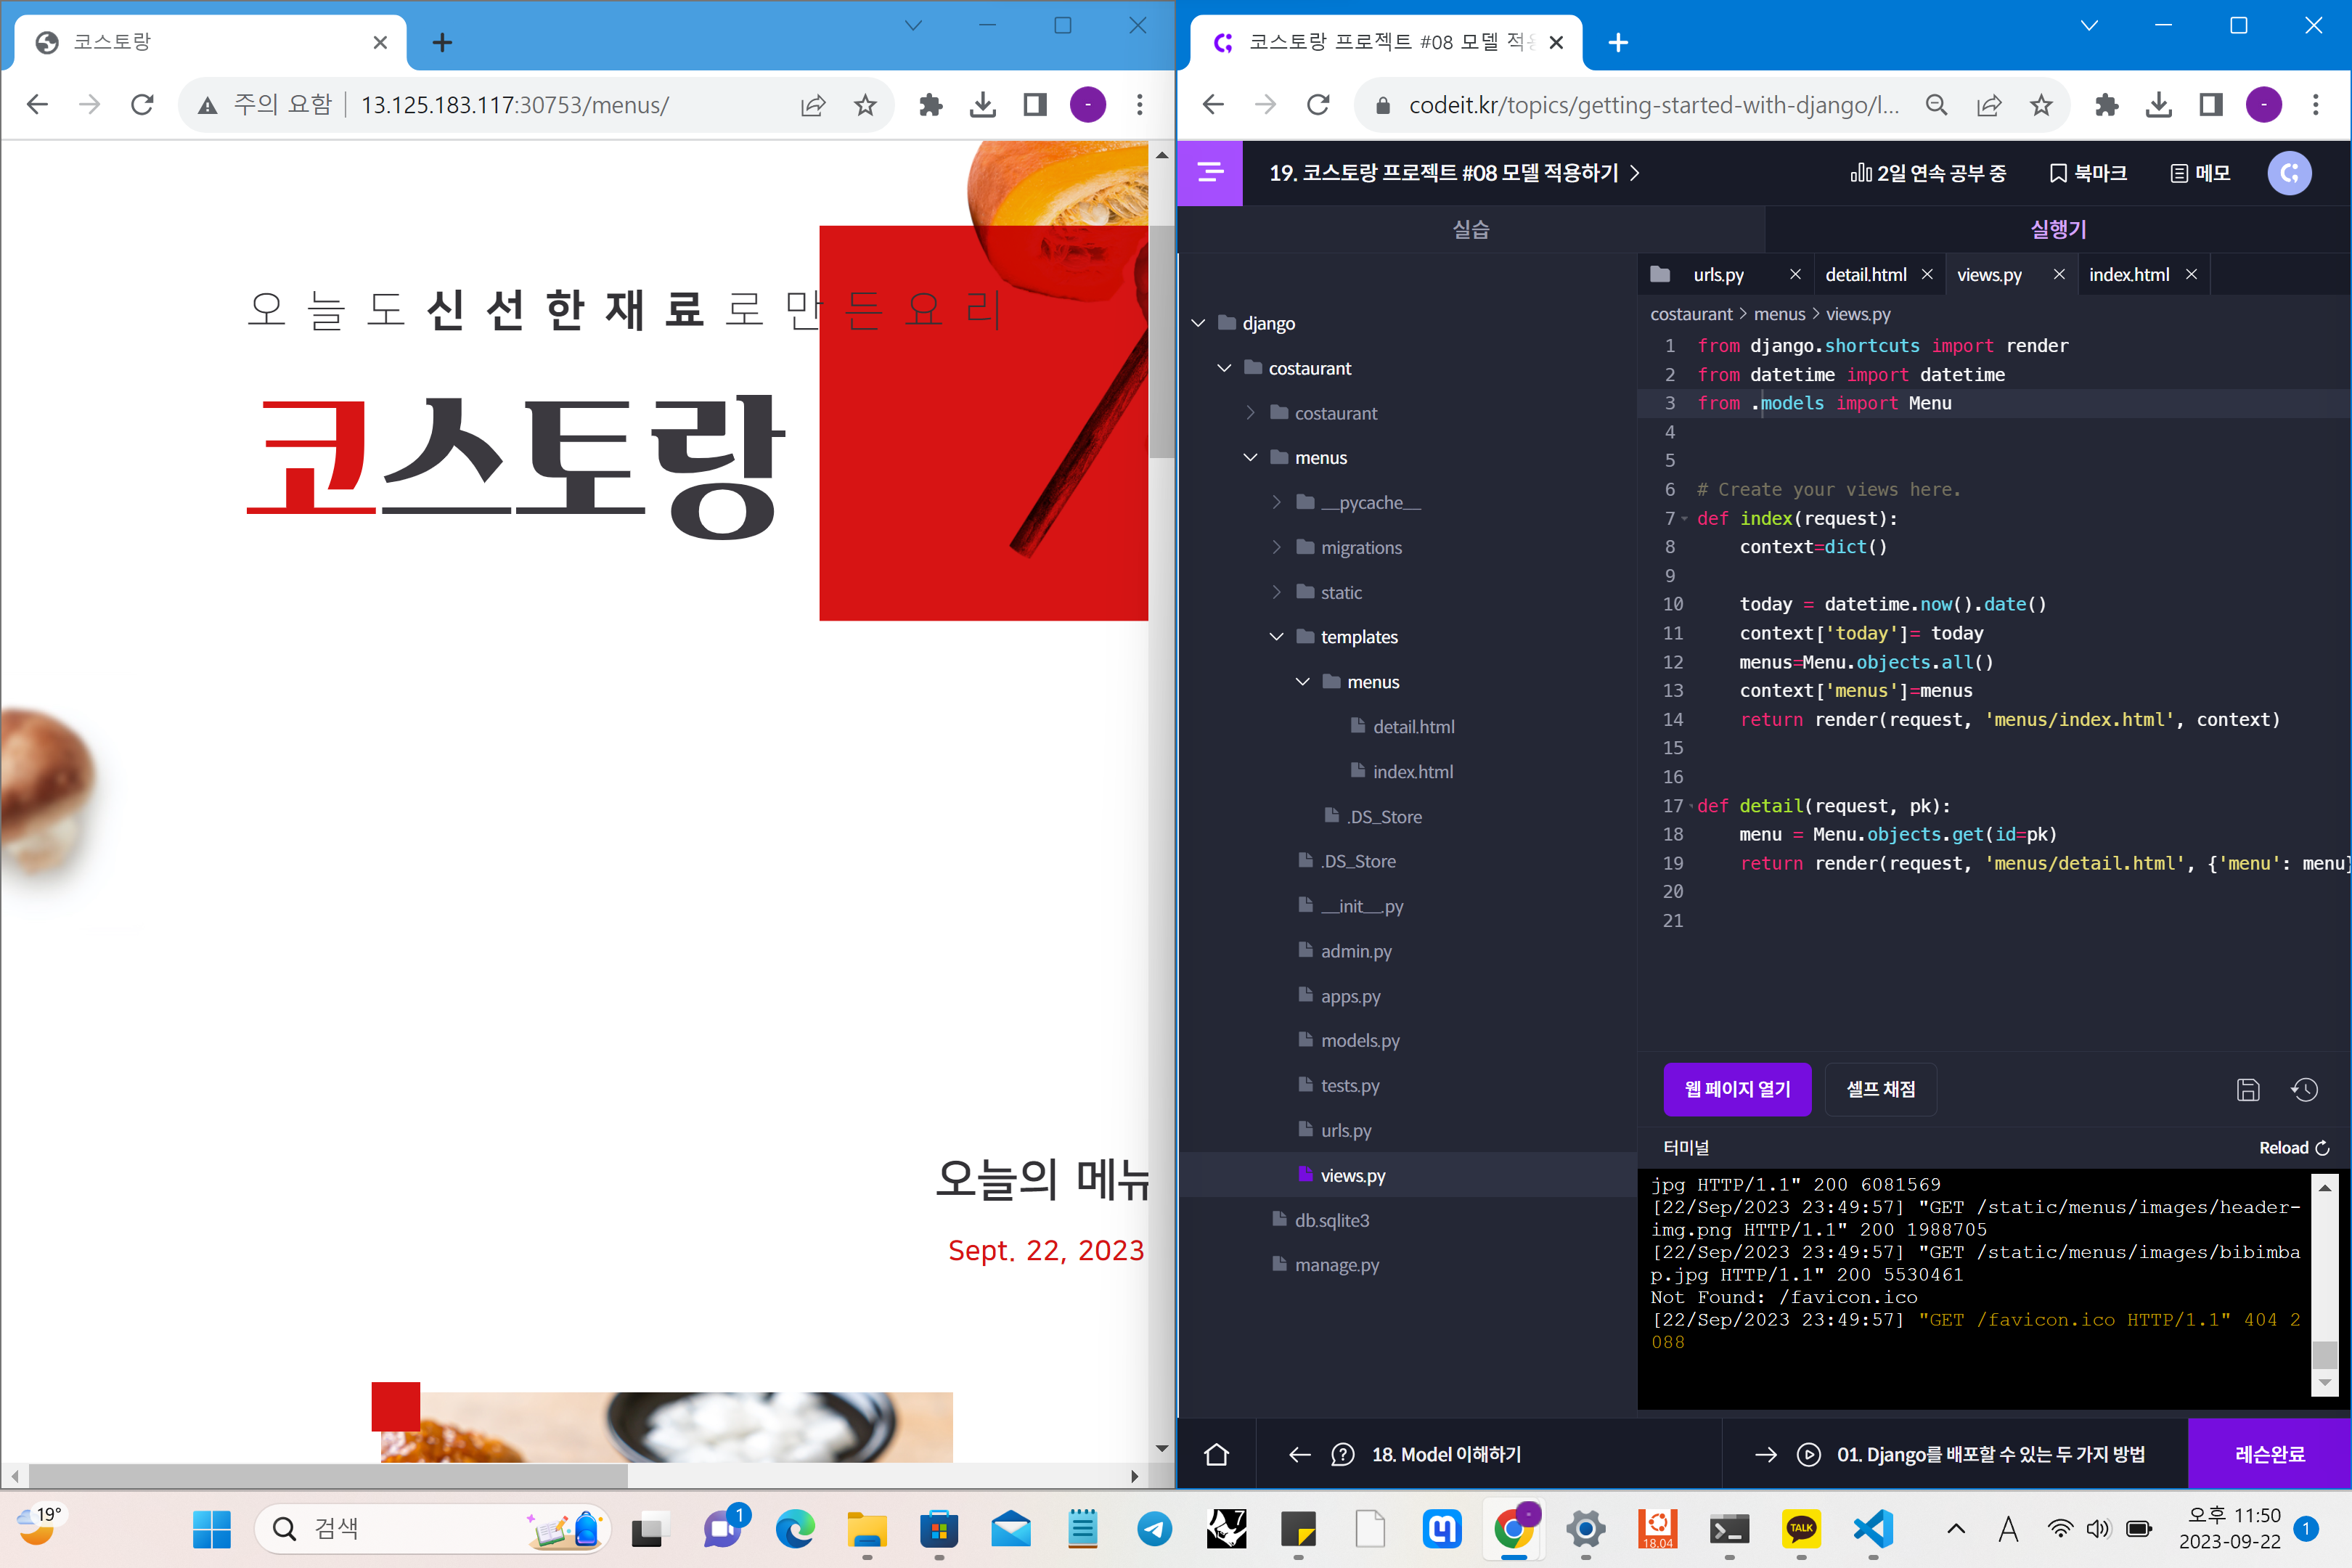 코스토랑
주의 요함
13.125.183.117:30753/menus/
오늘도 신선한재료로 만든 요리
코스토랑
오늘의 메뉴
Sept. 22, 2023
코스토랑 프로젝트 #08 모델 적용
codeit.kr/topics/getting-started-with-django/l...
19. 코스토랑 프로젝트 #08 모델 적용하기
2일 연속 공부 중
북마크
메모
실습
실행기
django
costaurant
costaurant
menus
__pycache__
migrations
static
templates
menus
detail.html
index.html
.DS_Store
.DS_Store
__init__.py
admin.py
apps.py
models.py
tests.py
urls.py
views.py
db.sqlite3
manage.py
urls.py
detail.html
views.py
index.html
costaurant > menus > views.py
1 from django.shortcuts import render
2 from datetime import datetime
3 from .models import Menu
4
5
6 # Create your views here.
7 def index(request):
8     context=dict()
9
10     today = datetime.now().date()
11     context['today']= today
12     menus=Menu.objects.all()
13     context['menus']=menus
14     return render(request, 'menus/index.html', context)
15
16
17 def detail(request, pk):
18     menu = Menu.objects.get(id=pk)
19     return render(request, 'menus/detail.html', {'menu': menu}
20
21
웹 페이지 열기
셀프 채점
터미널
Reload
jpg HTTP/1.1" 200 6081569
[22/Sep/2023 23:49:57] "GET /static/menus/images/header-
img.png HTTP/1.1" 200 1988705
[22/Sep/2023 23:49:57] "GET /static/menus/images/bibimba
p.jpg HTTP/1.1" 200 5530461
Not Found: /favicon.ico
[22/Sep/2023 23:49:57] "GET /favicon.ico HTTP/1.1" 404 2
088
18. Model 이해하기
01. Django를 배포할 수 있는 두 가지 방법
레슨완료
19°
검색
1
7
18.04
TALK
A
오후 11:50
2023-09-22
1